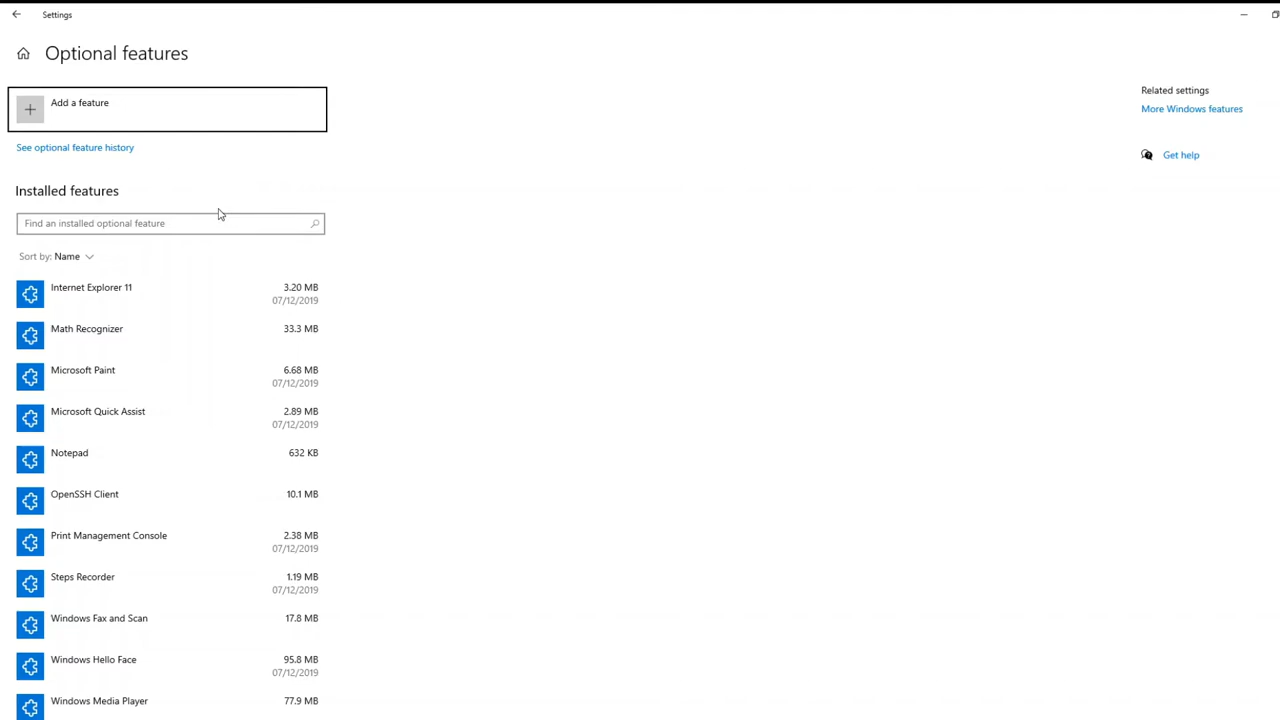 Settings
Optional features
Add a feature
See optional feature history
Installed features
Find an installed optional feature
Sort by: Name
Internet Explorer 11 3.20 MB
07/12/2019
Math Recognizer 33.3 MB
Microsoft Paint 6.68 MB
07/12/2019
Microsoft Quick Assist 2.89 MB
07/12/2019
Notepad 632 KB
OpenSSH Client 10.1 MB
Print Management Console 2.38 MB
07/12/2019
Steps Recorder 1.19 MB
07/12/2019
Windows Fax and Scan 17.8 MB
Windows Hello Face 95.8 MB
07/12/2019
Windows Media Player 77.9 MB
Related settings
More Windows features
Get help